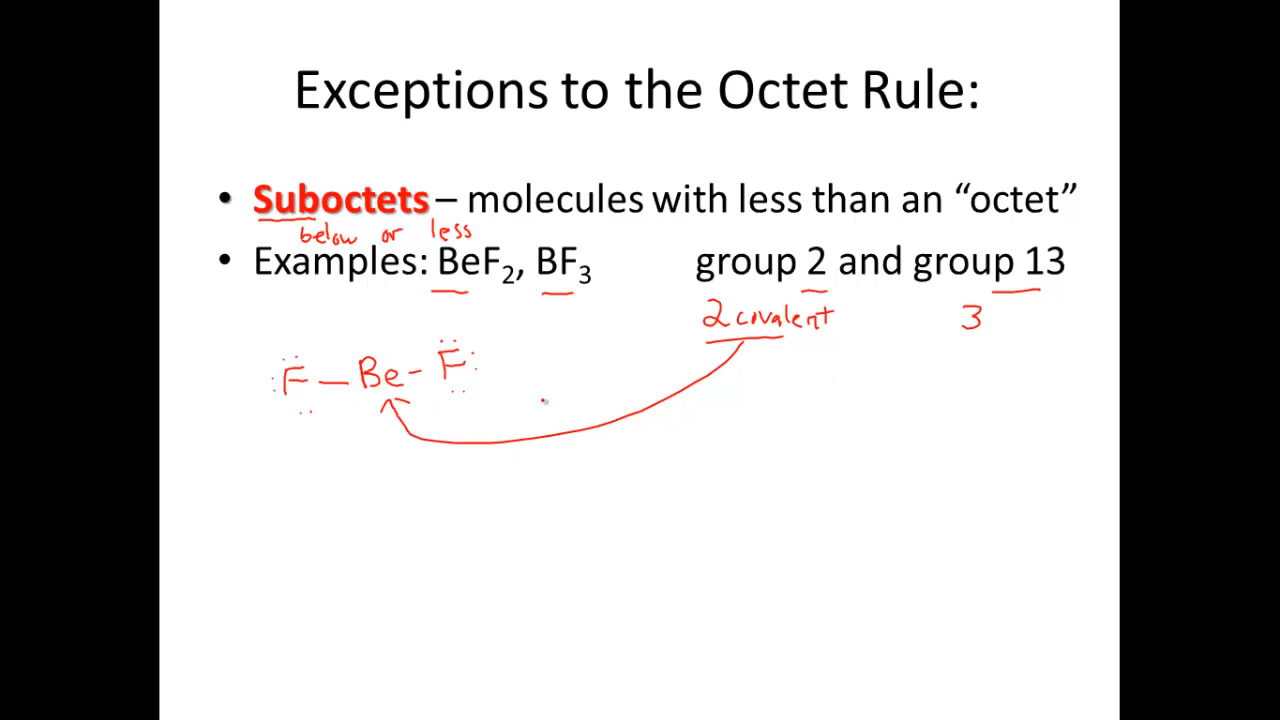 Exceptions to the Octet Rule:
• Suboctets – molecules with less than an “octet”
below or less
• Examples: BeF₂, BF₃ group 2 and group 13
2 covalent 3
F – Be – F